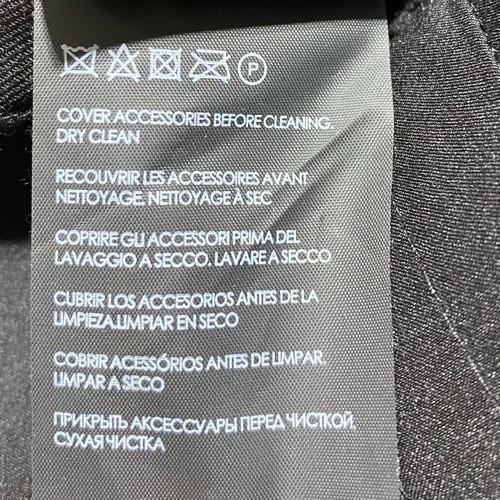 P
COVER ACCESSORIES BEFORE CLEANING.
DRY CLEAN
RECOUVRIR LES ACCESSOIRES AVANT
NETTOYAGE. NETTOYAGE À SEC
COPRIRE GLI ACCESSORI PRIMA DEL
LAVAGGIO A SECCO. LAVARE A SECCO
CUBRIR LOS ACCESORIOS ANTES DE LA
LIMPIEZA.LIMPIAR EN SECO
COBRIR ACESSÓRIOS ANTES DE LIMPAR.
LIMPAR A SECO
ПРИКРЫТЬ АКСЕССУАРЫ ПЕРЕД ЧИСТКОЙ.
СУХАЯ ЧИСТКА